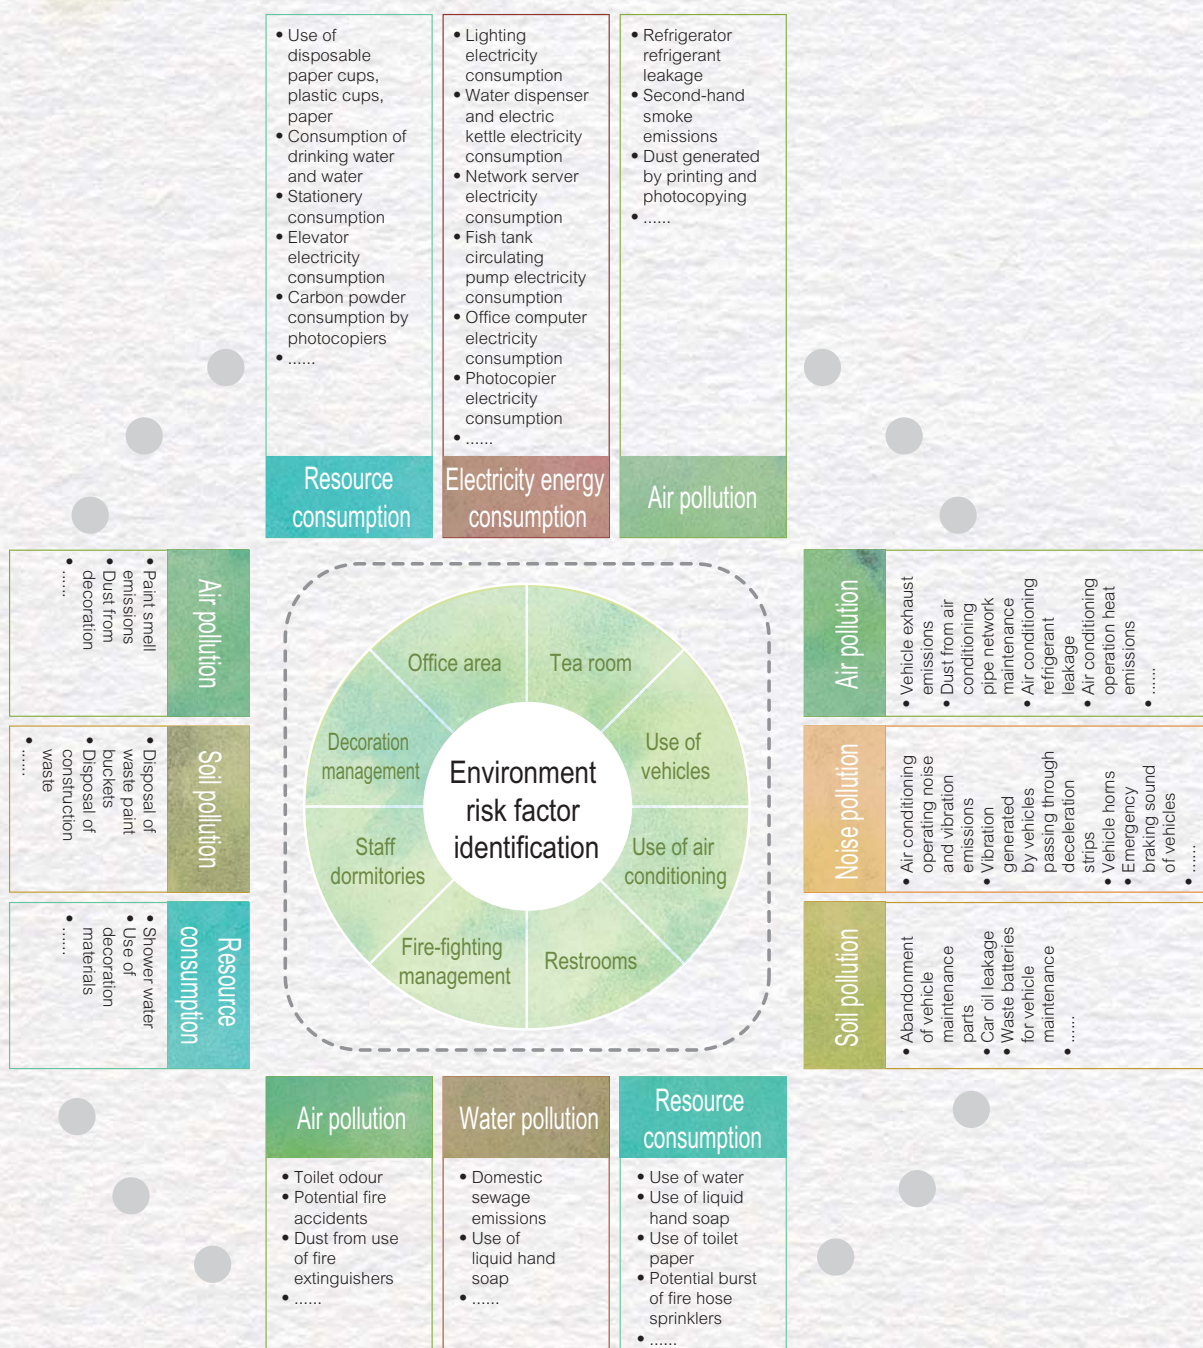 • Use of
disposable
paper cups,
plastic cups,
paper
• Consumption of
drinking water
and water
• Stationery
consumption
• Elevator
electricity
consumption
• Carbon powder
consumption by
photocopiers
• ......
Resource
consumption
• Lighting
electricity
consumption
• Water dispenser
and electric
kettle electricity
consumption
• Network server
electricity
consumption
• Fish tank
circulating
pump electricity
consumption
• Office computer
electricity
consumption
• Photocopier
electricity
consumption
• ......
Electricity energy
consumption
• Refrigerator
refrigerant
leakage
• Second-hand
smoke
emissions
• Dust generated
by printing and
photocopying
• ......
Air pollution
Air pollution
• Paint smell
emissions
• Dust from
decoration
• ......
Soil pollution
• Disposal of
waste paint
buckets
• Disposal of
construction
waste
• ......
Resource
consumption
• Shower water
• Use of
decoration
materials
• ......
Office area
Tea room
Decoration
management
Use of
vehicles
Environment
risk factor
identification
Staff
dormitories
Use of air
conditioning
Fire-fighting
management
Restrooms
Air pollution
• Vehicle exhaust
emissions
• Dust from air
conditioning
pipe network
maintenance
• Air conditioning
refrigerant
leakage
• Air conditioning
operation heat
emissions
• ......
Noise pollution
• Air conditioning
operating noise
and vibration
emissions
• Vibration
generated
by vehicles
passing through
deceleration
strips
• Vehicle horns
• Emergency
braking sound
of vehicles
• ......
Soil pollution
• Abandonment
of vehicle
maintenance
parts
• Car oil leakage
• Waste batteries
for vehicle
maintenance
• ......
Air pollution
• Toilet odour
• Potential fire
accidents
• Dust from use
of fire
extinguishers
• ......
Water pollution
• Domestic
sewage
emissions
• Use of
liquid hand
soap
• ......
Resource
consumption
• Use of water
• Use of liquid
hand soap
• Use of toilet
paper
• Potential burst
of fire hose
sprinklers
• ......